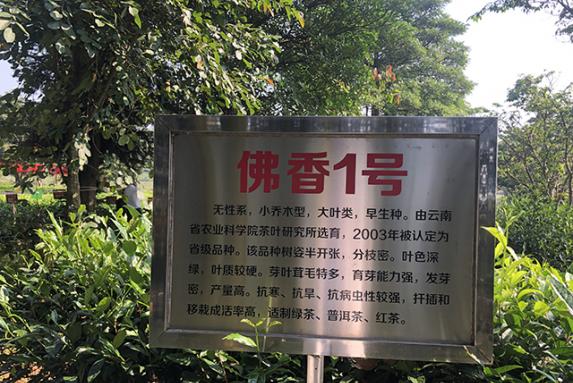 佛香1号
无性系，小乔木型，大叶类，早生种。由云南
省农业科学院茶叶研究所选育，2003年被认定为
省级品种。该品种树姿半开张，分枝密。叶色深
绿，叶质较硬。芽叶茸毛特多，育芽能力强，发芽
密，产量高。抗寒、抗旱、抗病虫性较强，扦插和
移栽成活率高，适制绿茶、普洱茶、红茶。